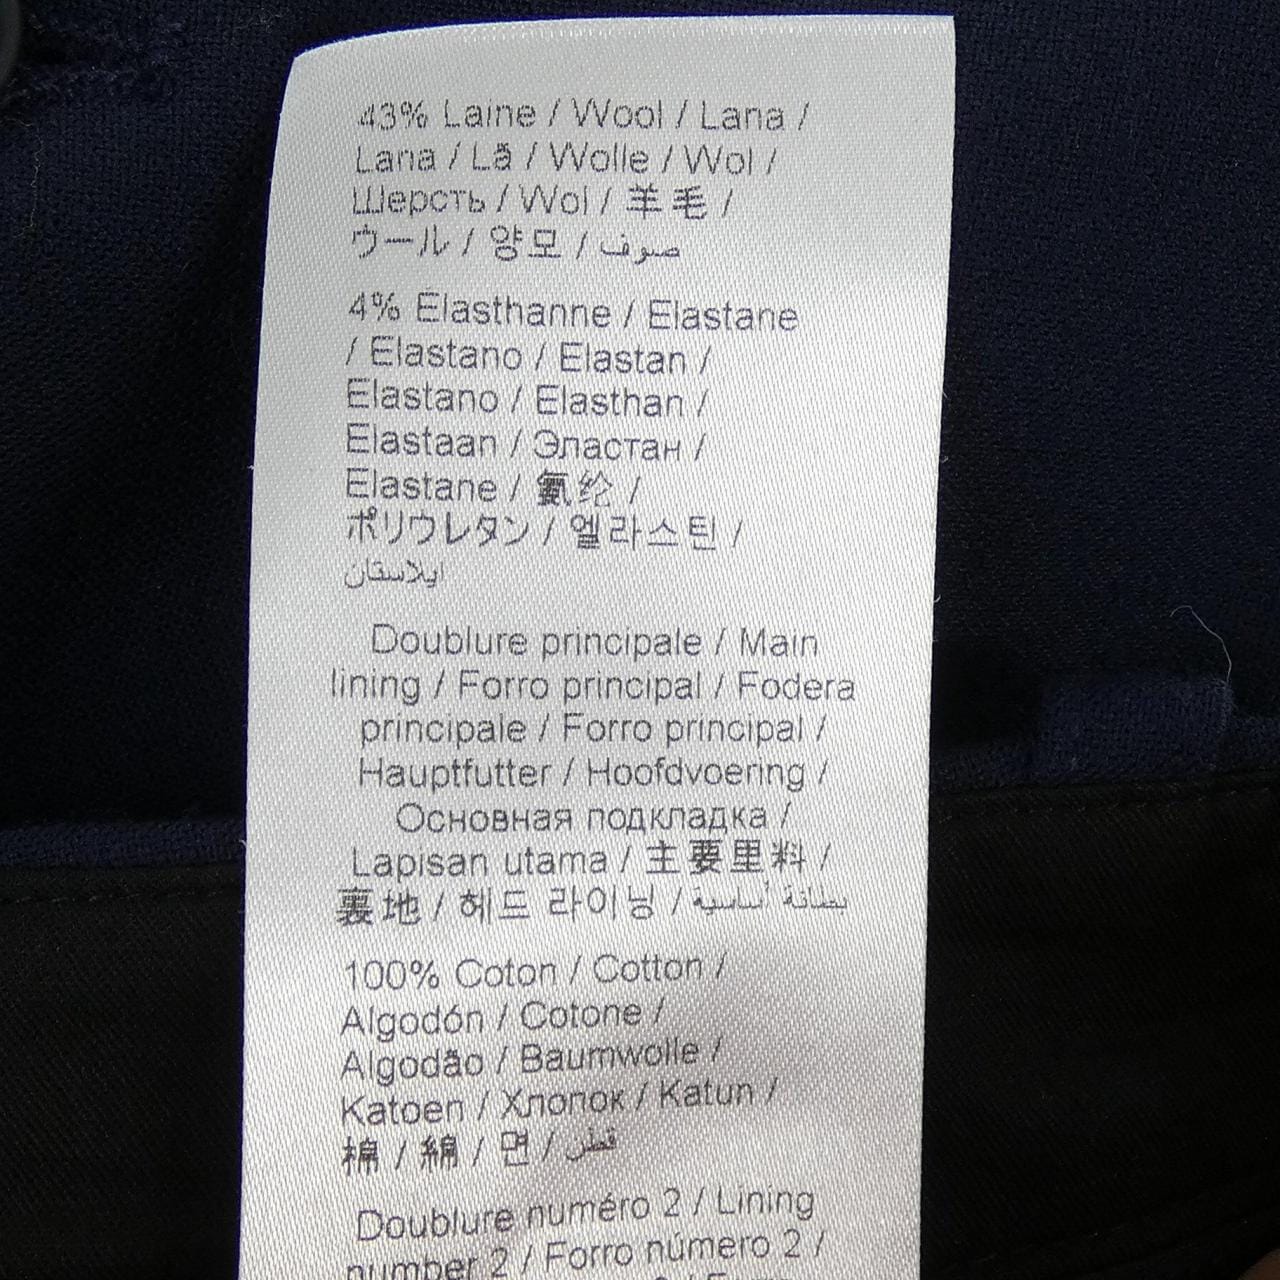 43% Laine / Wool / Lana /
Lana / Lã / Wolle / Wol /
Шерсть / Wol / 羊毛 /
ウール / 양모 / صوف
4% Elasthanne / Elastane
/ Elastano / Elastan /
Elastano / Elasthan /
Elastaan / Эластан /
Elastane / 氨纶 /
ポリウレタン / 엘라스틴 /
ايلاستان
Doublure principale / Main
lining / Forro principal / Fodera
principale / Forro principal /
Hauptfutter / Hoofdvoering /
Основная подкладка /
Lapisan utama / 主要里料 /
裏地 / 헤드 라이닝 / بطانة أساسية
100% Coton / Cotton /
Algodón / Cotone /
Algodão / Baumwolle /
Katoen / Хлопок / Katun /
棉 / 綿 / 면 / قطن
Doublure numéro 2 / Lining
number 2 / Forro número 2 /